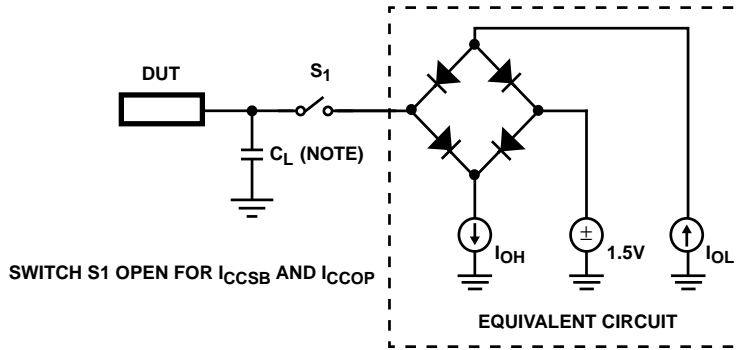 DUT
S1
CL (NOTE)
±
IOH
1.5V
IOL
SWITCH S1 OPEN FOR ICCSB AND ICCOP
EQUIVALENT CIRCUIT